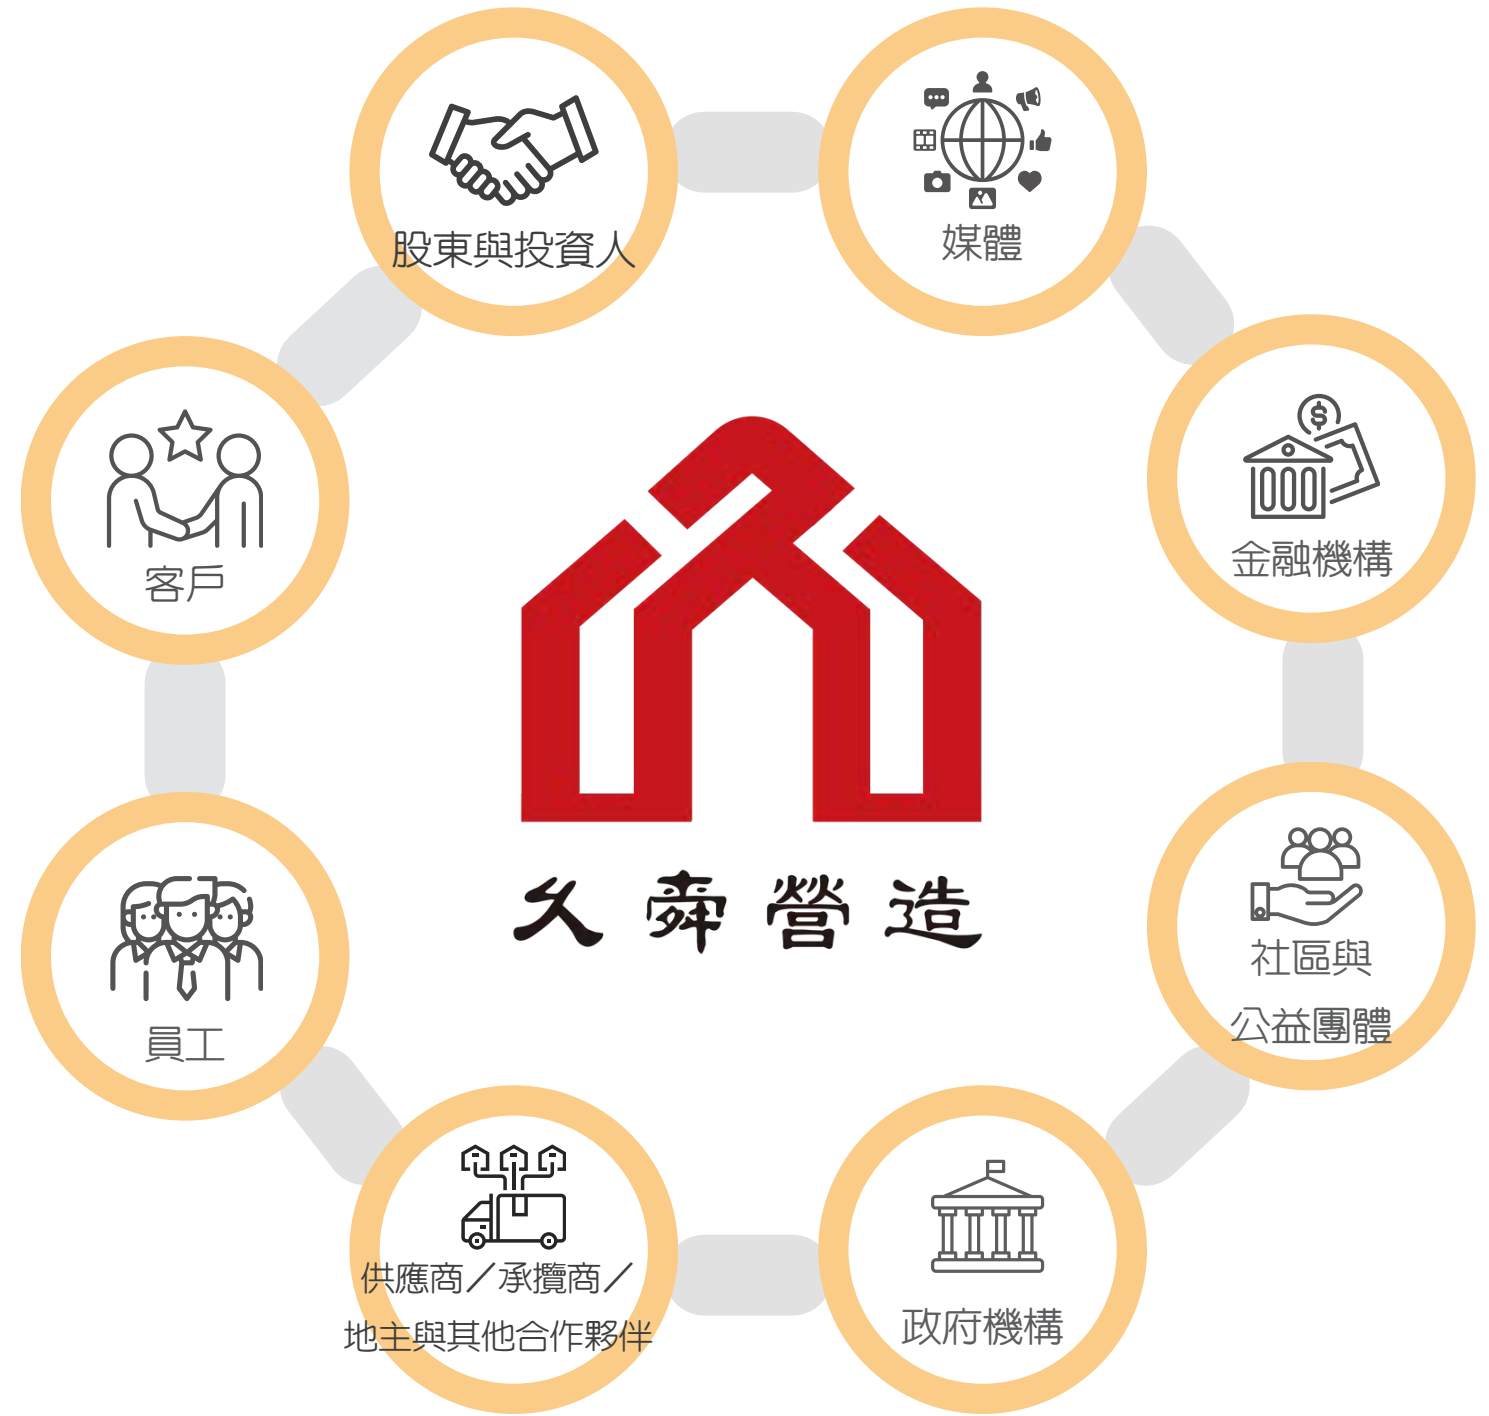 股東與投資人
媒體
客戶
金融機構
久舜營造
員工
社區與
公益團體
供應商／承攬商／
地主與其他合作夥伴
政府機構